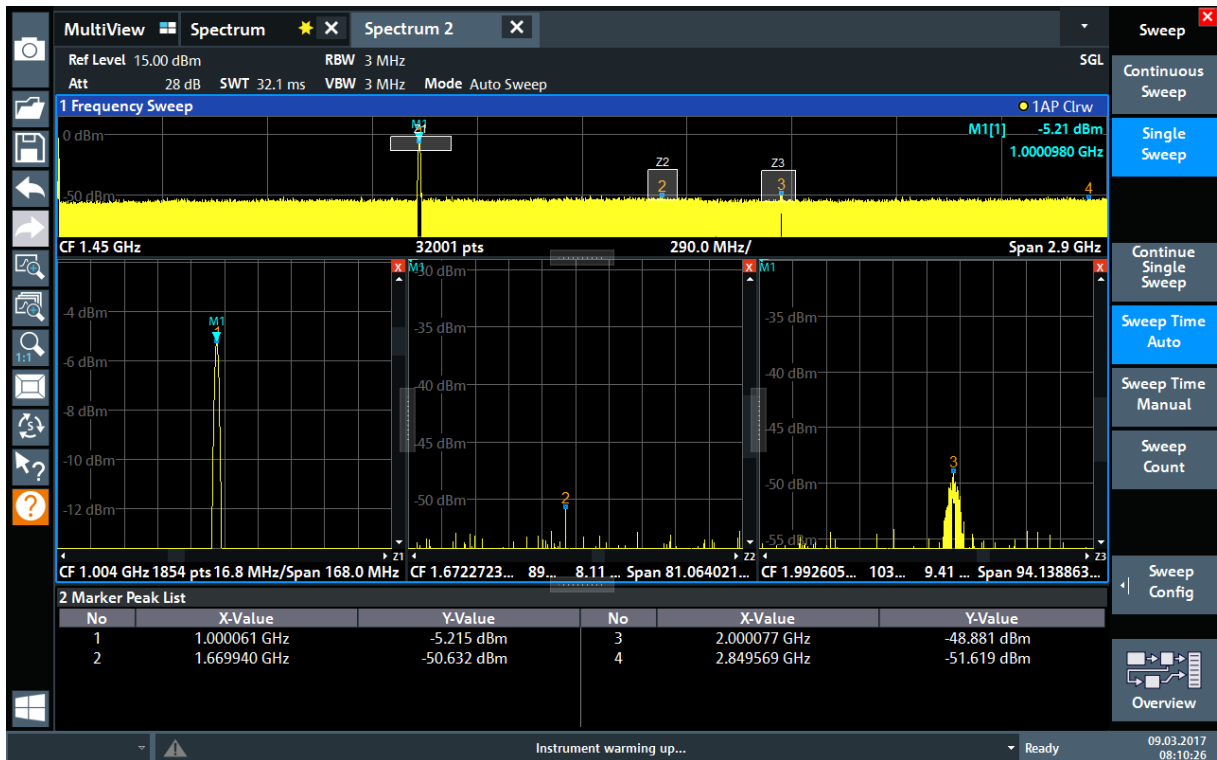 MultiView Spectrum Spectrum 2 Sweep
Ref Level 15.00 dBm RBW 3 MHz SGL
Att 28 dB SWT 32.1 ms VBW 3 MHz Mode Auto Sweep
1 Frequency Sweep 1AP Clrw
0 dBm
-50 dBm
M1
Z1
Z2
2
Z3
3
4
M1[1] -5.21 dBm
1.0000980 GHz
CF 1.45 GHz 32001 pts 290.0 MHz/ Span 2.9 GHz
M1
1
-4 dBm
-6 dBm
-8 dBm
-10 dBm
-12 dBm
Z1
CF 1.004 GHz 1854 pts 16.8 MHz/ Span 168.0 MHz
M1
-30 dBm
-35 dBm
-40 dBm
-45 dBm
-50 dBm
2
Z2
CF 1.6722723... 89... 8.11 ... Span 81.064021...
M1
-35 dBm
-40 dBm
-45 dBm
-50 dBm
-55 dBm
3
Z3
CF 1.992605... 103... 9.41 ... Span 94.138863...
2 Marker Peak List
No X-Value Y-Value No X-Value Y-Value
1 1.000061 GHz -5.215 dBm 3 2.000077 GHz -48.881 dBm
2 1.669940 GHz -50.632 dBm 4 2.849569 GHz -51.619 dBm
Continuous
Sweep
Single
Sweep
Continue
Single
Sweep
Sweep Time
Auto
Sweep Time
Manual
Sweep
Count
Sweep
Config
Overview
1:1
S
?
?
Instrument warming up... Ready
09.03.2017
08:10:26